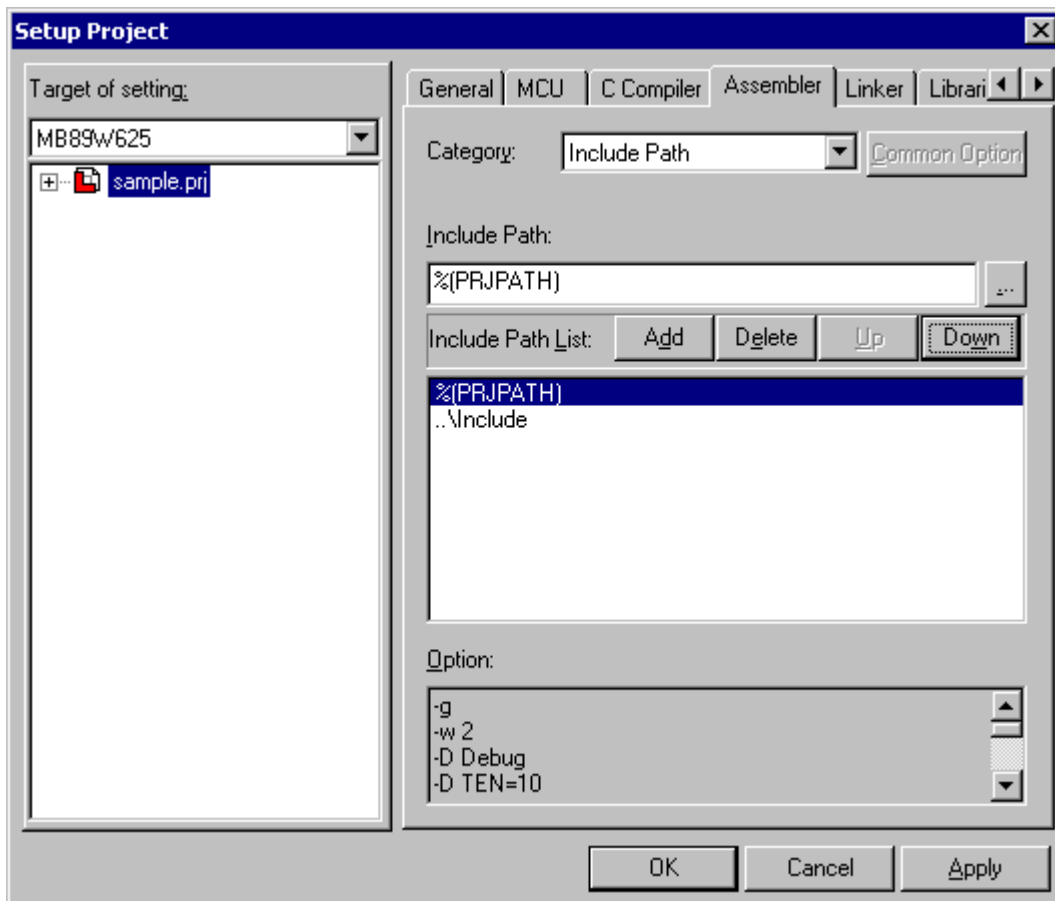 Setup Project
Target of setting:
MB89W625
sample.prj
General
MCU
C Compiler
Assembler
Linker
Librari
Category:
Include Path
Common Option
Include Path:
%(PRJPATH)
...
Include Path List:
Add
Delete
Up
Down
%(PRJPATH)
..\Include
Option:
-g
-w 2
-D Debug
-D TEN=10
OK
Cancel
Apply